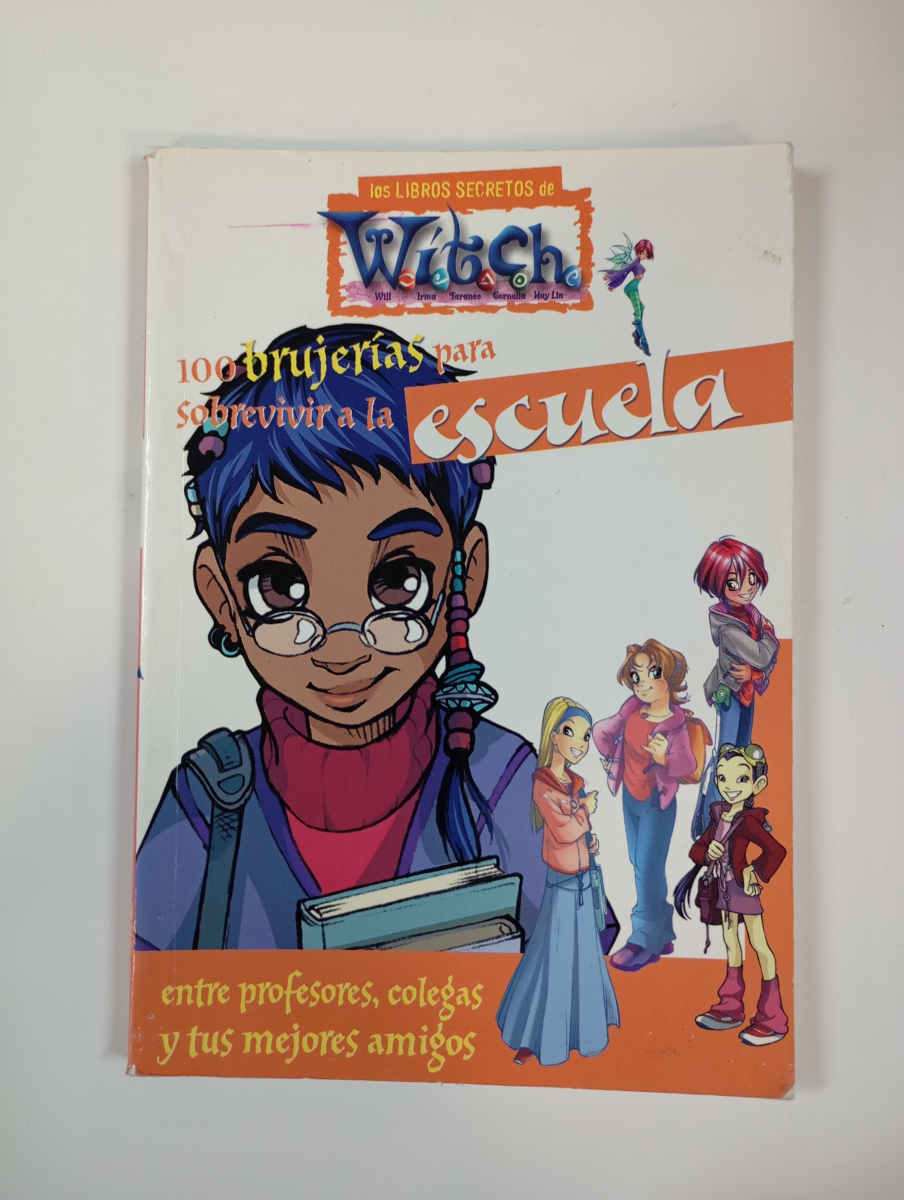 los LIBROS SECRETOS de
W.i.t.c.h.
Will Irma Taranee Cornelia Hay Lin
100 brujerías para
sobrevivir a la
escuela
entre profesores, colegas
y tus mejores amigos